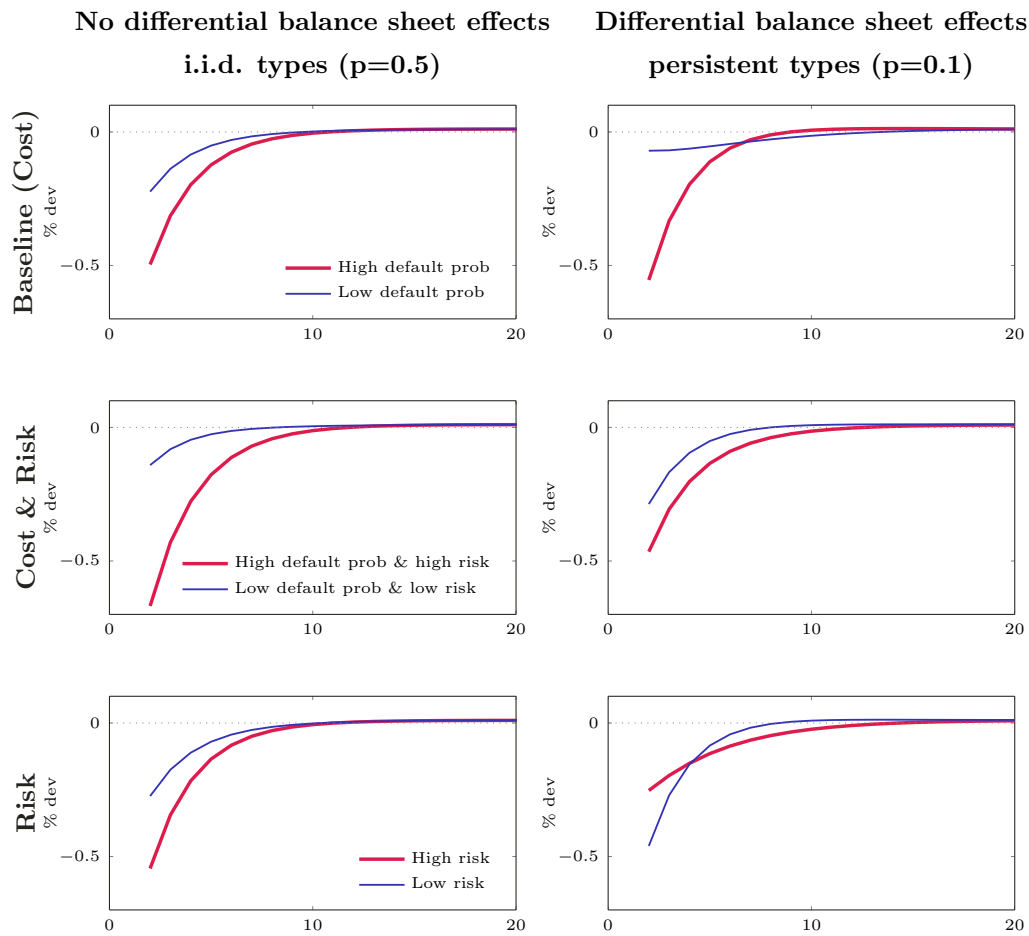 No differential balance sheet effects
i.i.d. types (p=0.5)
Differential balance sheet effects
persistent types (p=0.1)
Baseline (Cost)
% dev
0
−0.5
High default prob
Low default prob
0
10
20
% dev
0
−0.5
0
10
20
Cost & Risk
% dev
0
−0.5
High default prob & high risk
Low default prob & low risk
0
10
20
% dev
0
−0.5
0
10
20
Risk
% dev
0
−0.5
High risk
Low risk
0
10
20
% dev
0
−0.5
0
10
20